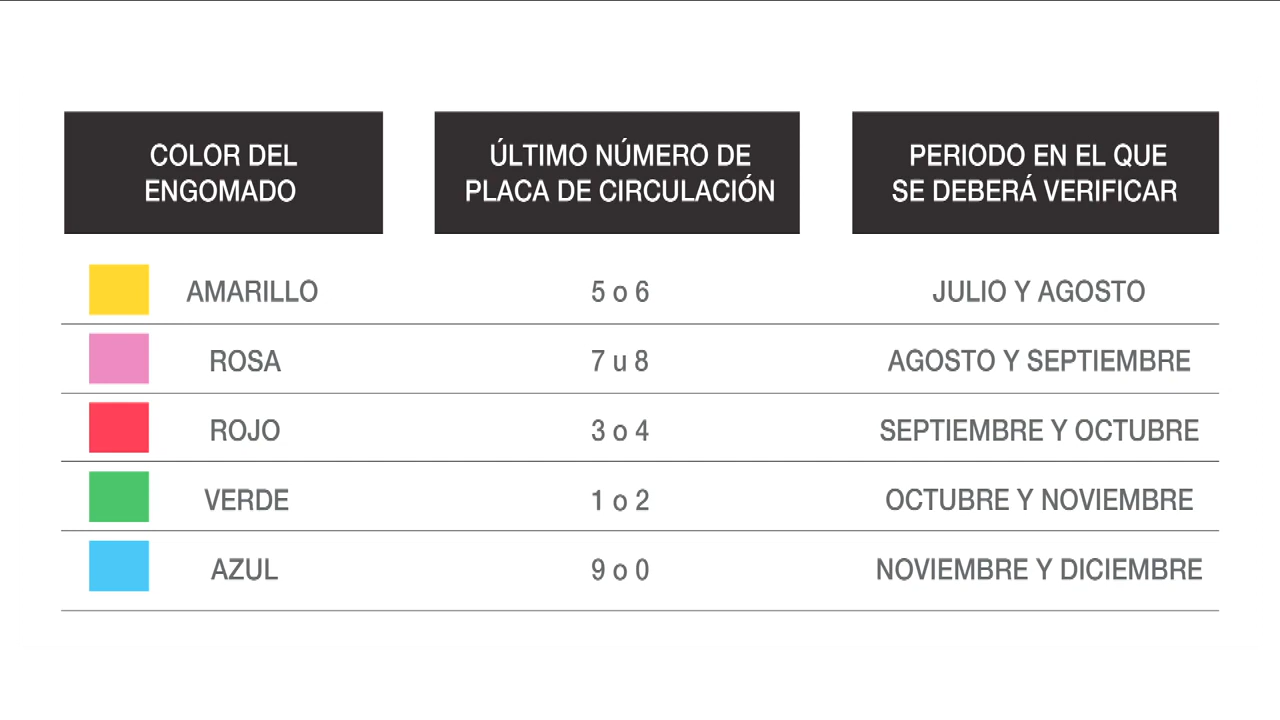 COLOR DEL
ENGOMADO
ÚLTIMO NÚMERO DE
PLACA DE CIRCULACIÓN
PERIODO EN EL QUE
SE DEBERÁ VERIFICAR
AMARILLO 5 o 6 JULIO Y AGOSTO
ROSA 7 u 8 AGOSTO Y SEPTIEMBRE
ROJO 3 o 4 SEPTIEMBRE Y OCTUBRE
VERDE 1 o 2 OCTUBRE Y NOVIEMBRE
AZUL 9 o 0 NOVIEMBRE Y DICIEMBRE